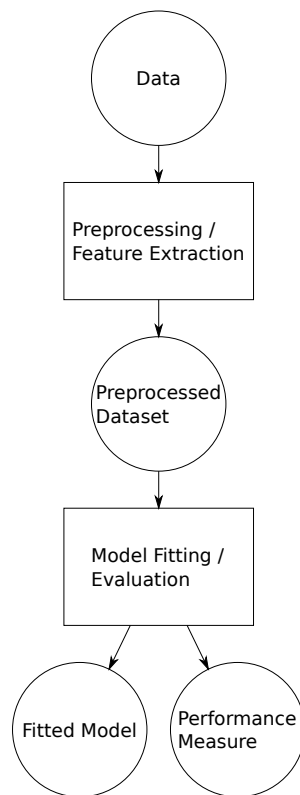 Data
Preprocessing /
Feature Extraction
Preprocessed
Dataset
Model Fitting /
Evaluation
Fitted Model
Performance
Measure